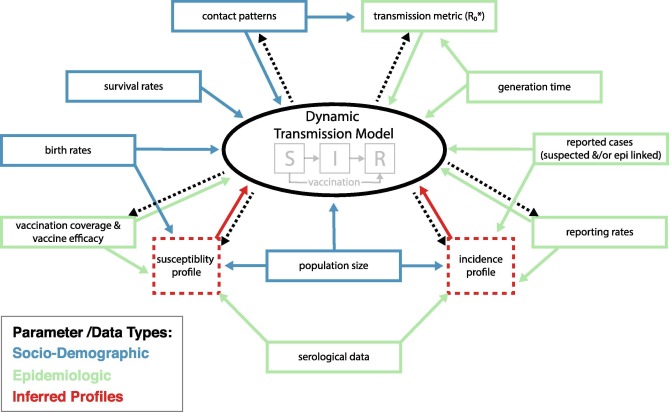 contact patterns
transmission metric (R₀*)
survival rates
generation time
Dynamic
Transmission Model
S I R
vaccination
birth rates
reported cases
(suspected &/or epi linked)
vaccination coverage &
vaccine efficacy
reporting rates
susceptiblity
profile
population size
incidence
profile
serological data
Parameter /Data Types:
Socio-Demographic
Epidemiologic
Inferred Profiles